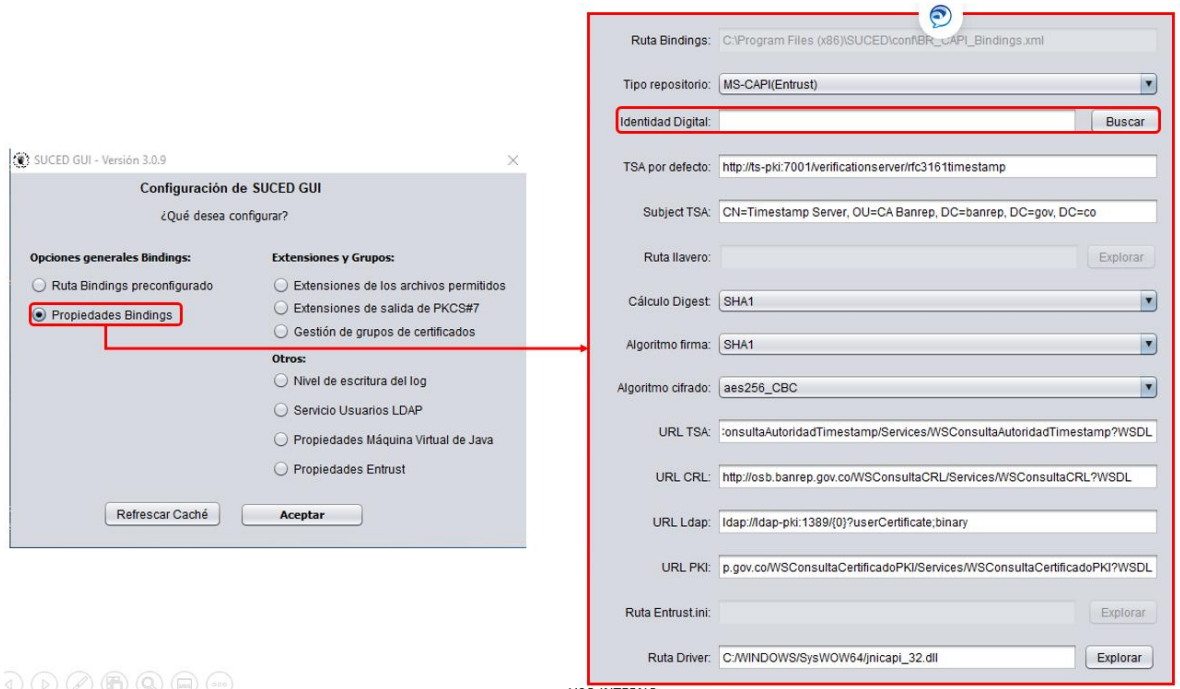 SUCED GUI - Versión 3.0.9
Configuración de SUCED GUI
¿Qué desea configurar?
Opciones generales Bindings:
Ruta Bindings preconfigurado
Propiedades Bindings
Extensiones y Grupos:
Extensiones de los archivos permitidos
Extensiones de salida de PKCS#7
Gestión de grupos de certificados
Otros:
Nivel de escritura del log
Servicio Usuarios LDAP
Propiedades Máquina Virtual de Java
Propiedades Entrust
Refrescar Caché
Aceptar
Ruta Bindings: C:\Program Files (x86)\SUCED\conf\BR_CAPI_Bindings.xml
Tipo repositorio: MS-CAPI(Entrust)
Identidad Digital: Buscar
TSA por defecto: http://ts-pki:7001/verificationserver/rfc3161timestamp
Subject TSA: CN=Timestamp Server, OU=CA Banrep, DC=banrep, DC=gov, DC=co
Ruta llavero: Explorar
Cálculo Digest: SHA1
Algoritmo firma: SHA1
Algoritmo cifrado: aes256_CBC
URL TSA: :onsultaAutoridadTimestamp/Services/WSConsultaAutoridadTimestamp?WSDL
URL CRL: http://osb.banrep.gov.co/WSConsultaCRL/Services/WSConsultaCRL?WSDL
URL Ldap: ldap://ldap-pki:1389/{0}?userCertificate;binary
URL PKI: p.gov.co/WSConsultaCertificadoPKI/Services/WSConsultaCertificadoPKI?WSDL
Ruta Entrust.ini: Explorar
Ruta Driver: C:/WINDOWS/SysWOW64/jnicapi_32.dll Explorar